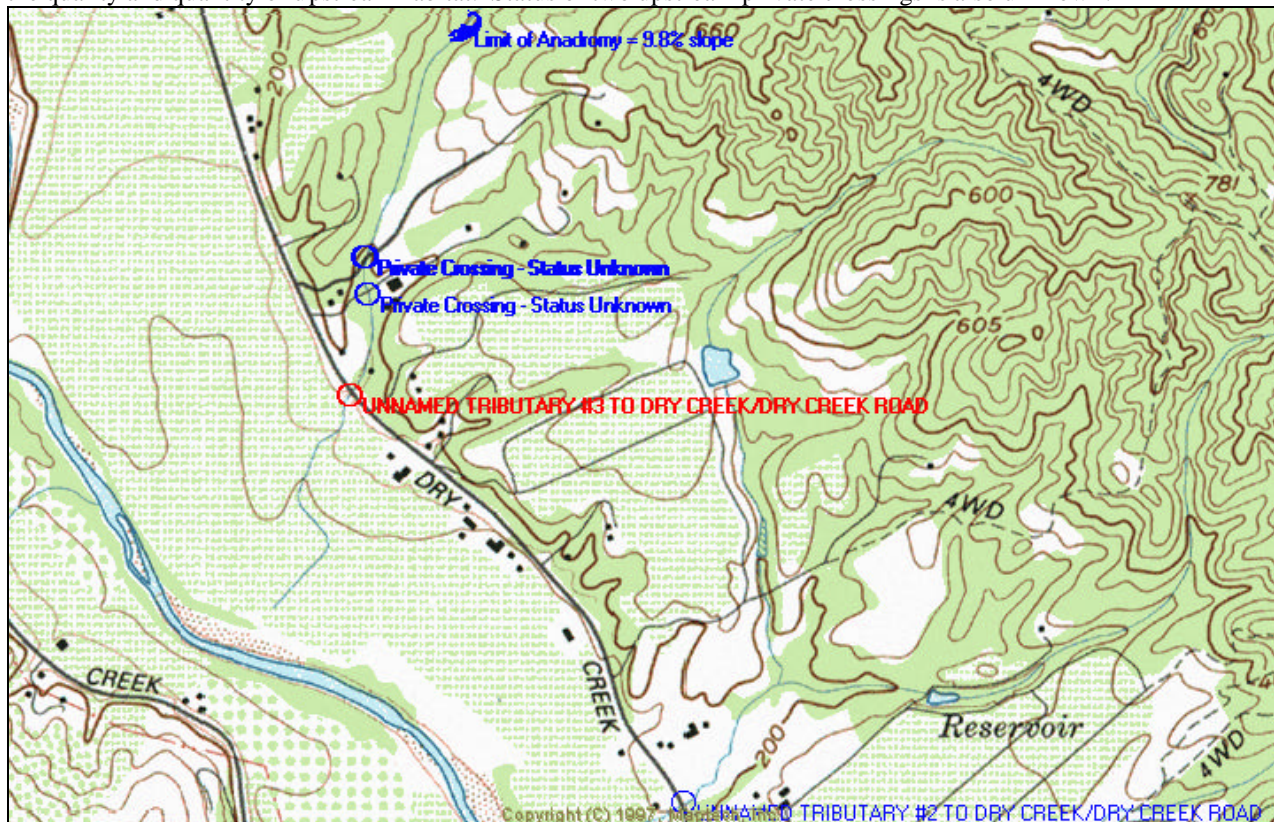 Limit of Anadromy = 9.8% slope
660
600
200
4WD
781
600
Private Crossing - Status Unknown
Private Crossing - Status Unknown
605
UNNAMED TRIBUTARY #3 TO DRY CREEK/DRY CREEK ROAD
DRY
4WD
CREEK
CREEK
Reservoir
200
4WD
Copyright (C) 1997,
UNNAMED TRIBUTARY #2 TO DRY CREEK/DRY CREEK ROAD